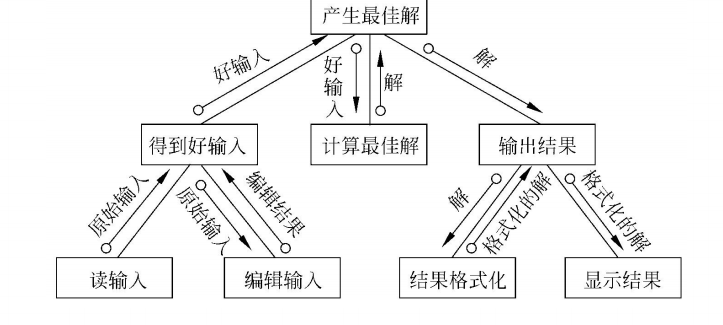 产生最佳解
好输入
好输入
解
解
得到好输入
计算最佳解
输出结果
原始输入
原始输入
编辑结果
解
格式化的解
格式化的解
读输入
编辑输入
结果格式化
显示结果